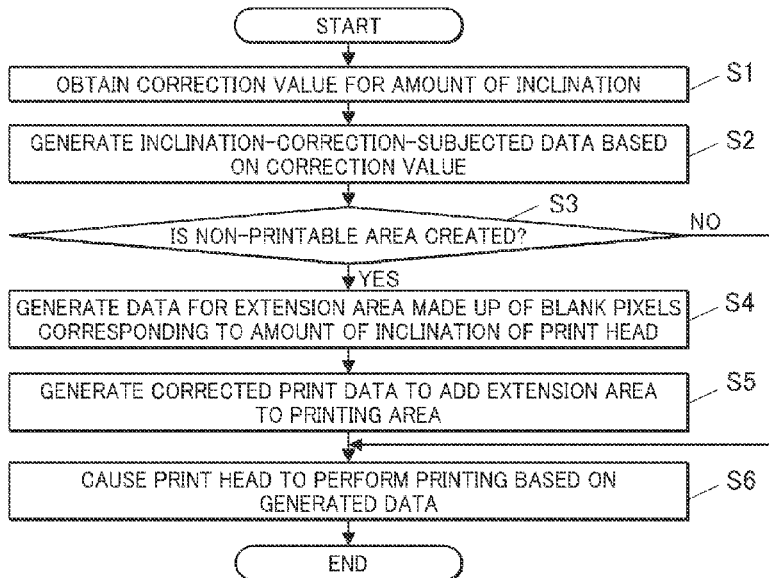 START
OBTAIN CORRECTION VALUE FOR AMOUNT OF INCLINATION
S1
GENERATE INCLINATION-CORRECTION-SUBJECTED DATA BASED
ON CORRECTION VALUE
S2
S3
IS NON-PRINTABLE AREA CREATED?
NO
YES
GENERATE DATA FOR EXTENSION AREA MADE UP OF BLANK PIXELS
CORRESPONDING TO AMOUNT OF INCLINATION OF PRINT HEAD
S4
GENERATE CORRECTED PRINT DATA TO ADD EXTENSION AREA
TO PRINTING AREA
S5
CAUSE PRINT HEAD TO PERFORM PRINTING BASED ON
GENERATED DATA
S6
END